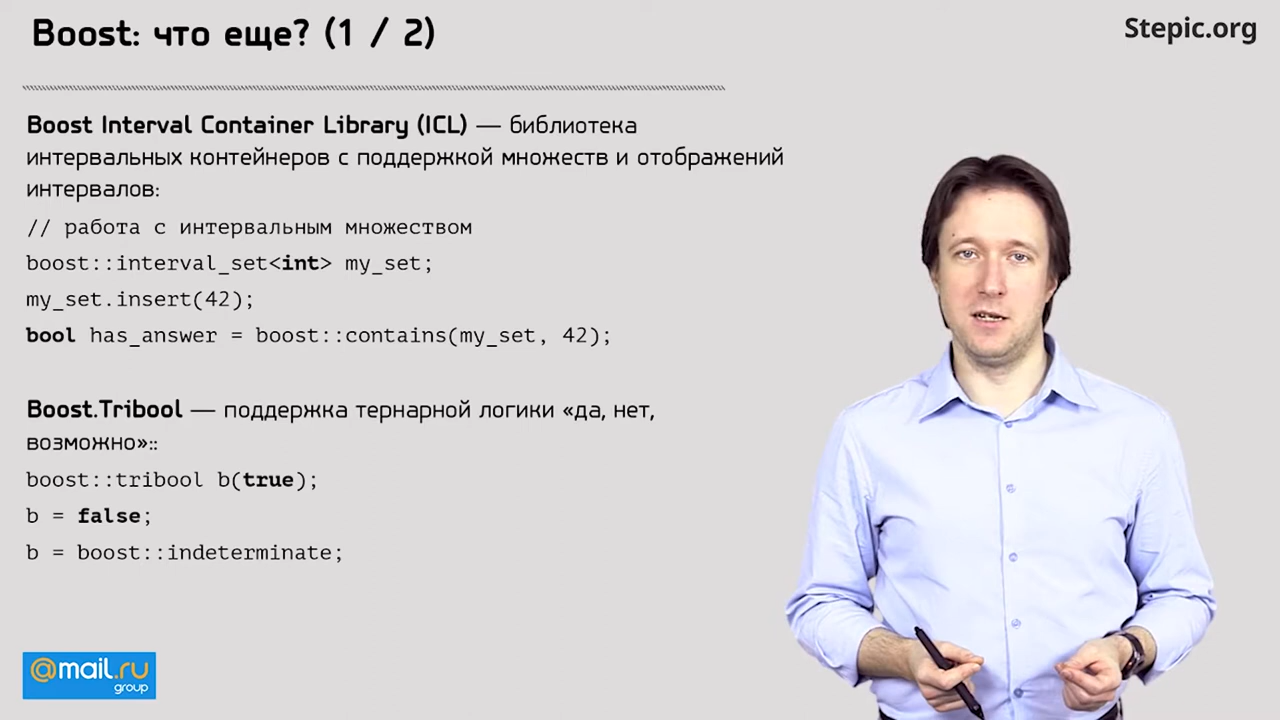 Boost: что еще? (1 / 2)
Stepic.org
Boost Interval Container Library (ICL) — библиотека
интервальных контейнеров с поддержкой множеств и отображений
интервалов:
// работа с интервальным множеством
boost::interval_set<int> my_set;
my_set.insert(42);
bool has_answer = boost::contains(my_set, 42);
Boost.Tribool — поддержка тернарной логики «да, нет,
возможно»::
boost::tribool b(true);
b = false;
b = boost::indeterminate;
@mail.ru
group